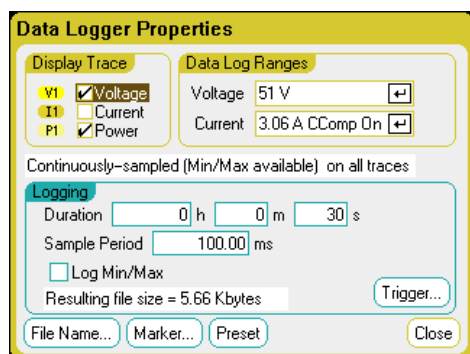 Data Logger Properties
Display Trace
V1 Voltage
I1 Current
P1 Power
Data Log Ranges
Voltage 51 V
Current 3.06 A CComp On
Continuously-sampled (Min/Max available) on all traces
Logging
Duration 0 h 0 m 30 s
Sample Period 100.00 ms
Log Min/Max
Resulting file size = 5.66 Kbytes
Trigger...
File Name... Marker... Preset Close